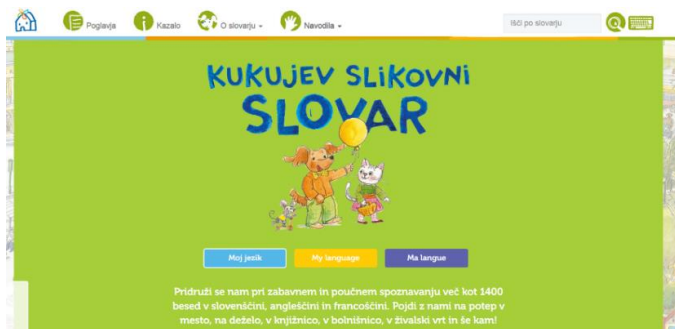 Poglavja Kazalo O slovarju Navodila Išči po slovarju
KUKUJEV SLIKOVNI
SLOVAR
Moj jezik My language Ma langue
Pridruži se nam pri zabavnem in poučnem spoznavanju več kot 1400
besed v slovenščini, angleščini in francoščini. Pojdi z nami na potep v
mesto, na deželo, v knjižnico, v bolnišnico, v živalski vrt in še kam!